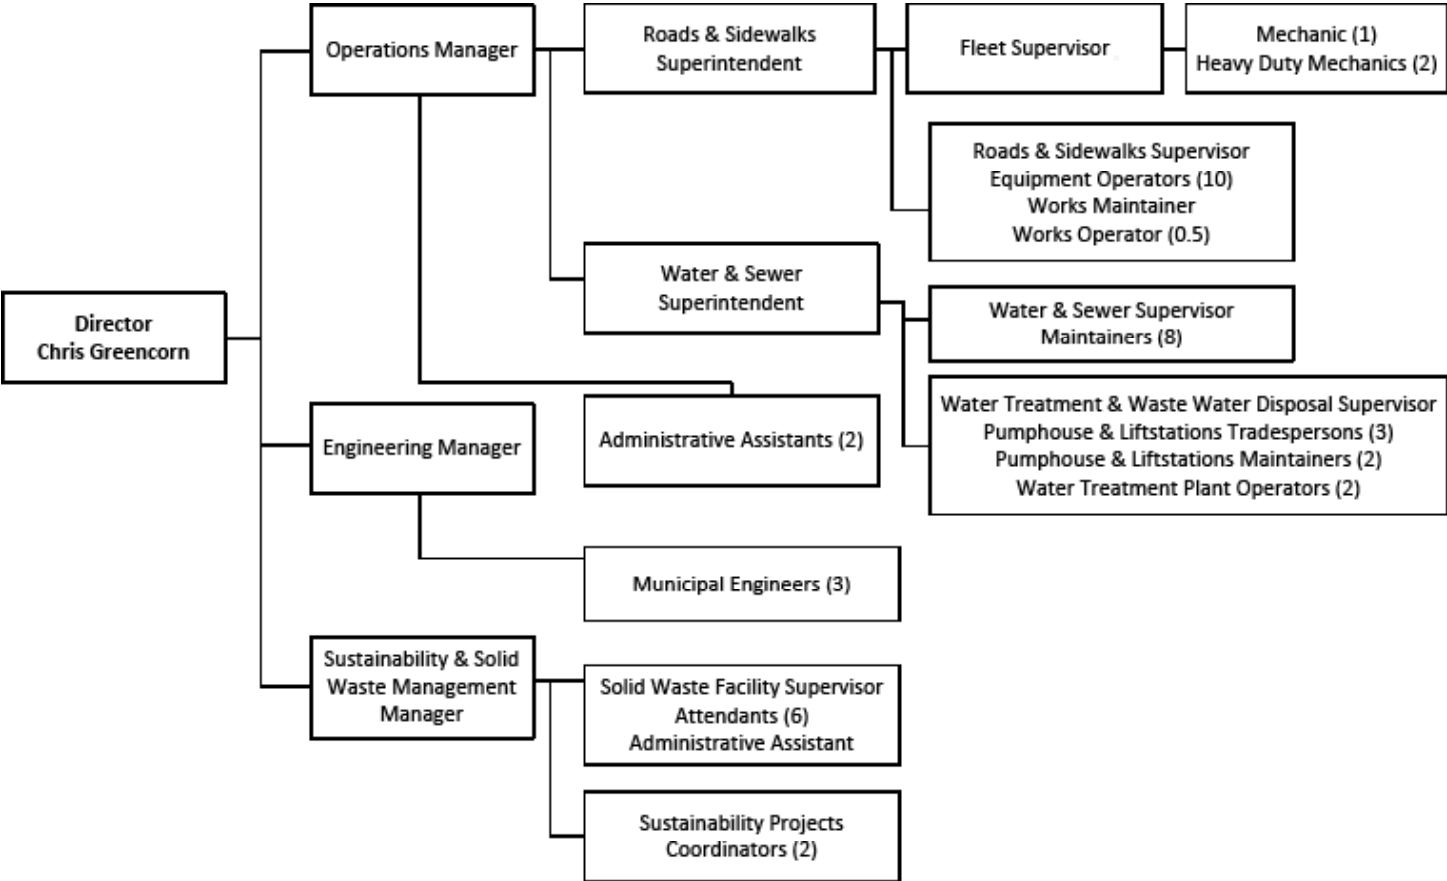 Operations Manager
Roads & Sidewalks
Superintendent
Fleet Supervisor
Mechanic (1)
Heavy Duty Mechanics (2)
Roads & Sidewalks Supervisor
Equipment Operators (10)
Works Maintainer
Works Operator (0.5)
Water & Sewer
Superintendent
Water & Sewer Supervisor
Maintainers (8)
Director
Chris Greencorn
Water Treatment & Waste Water Disposal Supervisor
Pumphouse & Liftstations Tradespersons (3)
Pumphouse & Liftstations Maintainers (2)
Water Treatment Plant Operators (2)
Administrative Assistants (2)
Engineering Manager
Municipal Engineers (3)
Sustainability & Solid
Waste Management
Manager
Solid Waste Facility Supervisor
Attendants (6)
Administrative Assistant
Sustainability Projects
Coordinators (2)